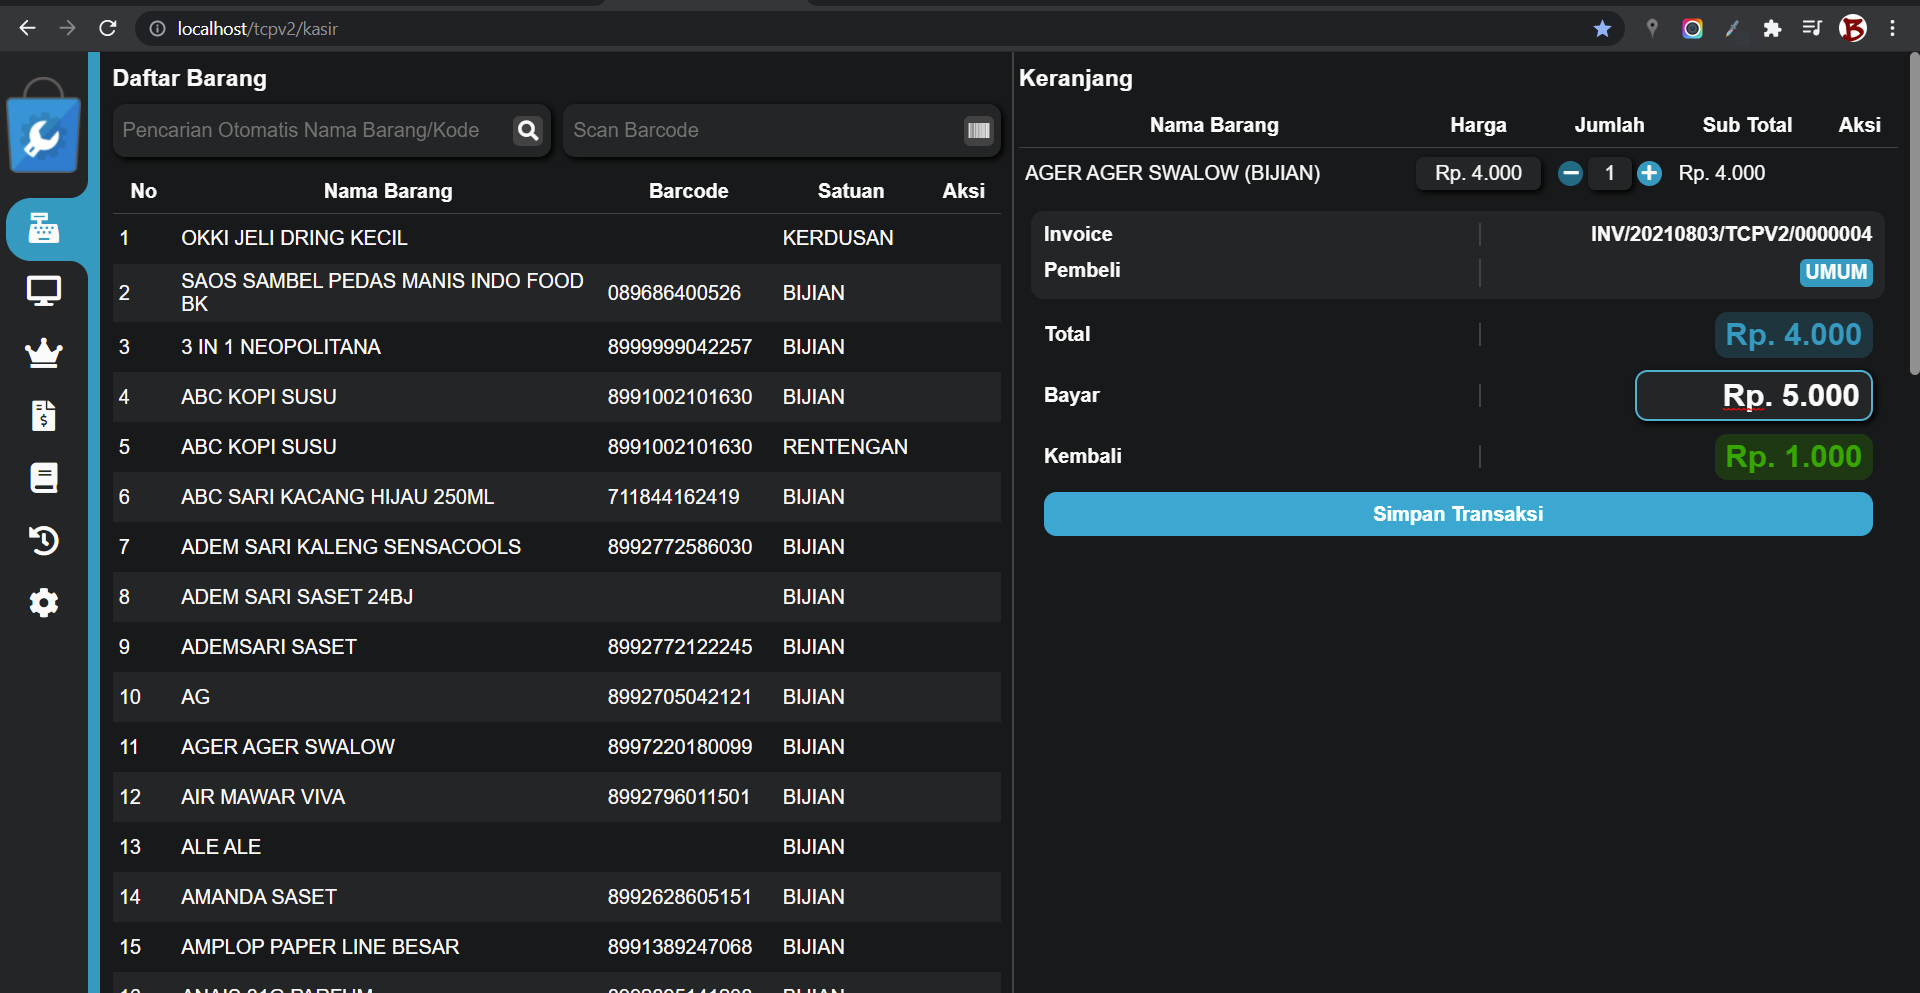 localhost/tcpv2/kasir
Daftar Barang
Pencarian Otomatis Nama Barang/Kode
Scan Barcode
No Nama Barang Barcode Satuan Aksi
1 OKKI JELI DRING KECIL KERDUSAN
2 SAOS SAMBEL PEDAS MANIS INDO FOOD BK 089686400526 BIJIAN
3 3 IN 1 NEOPOLITANA 8999999042257 BIJIAN
4 ABC KOPI SUSU 8991002101630 BIJIAN
5 ABC KOPI SUSU 8991002101630 RENTENGAN
6 ABC SARI KACANG HIJAU 250ML 711844162419 BIJIAN
7 ADEM SARI KALENG SENSACOOLS 8992772586030 BIJIAN
8 ADEM SARI SASET 24BJ BIJIAN
9 ADEMSARI SASET 8992772122245 BIJIAN
10 AG 8992705042121 BIJIAN
11 AGER AGER SWALOW 8997220180099 BIJIAN
12 AIR MAWAR VIVA 8992796011501 BIJIAN
13 ALE ALE BIJIAN
14 AMANDA SASET 8992628605151 BIJIAN
15 AMPLOP PAPER LINE BESAR 8991389247068 BIJIAN
Keranjang
Nama Barang Harga Jumlah Sub Total Aksi
AGER AGER SWALOW (BIJIAN) Rp. 4.000 1 Rp. 4.000
Invoice INV/20210803/TCPV2/0000004
Pembeli UMUM
Total Rp. 4.000
Bayar Rp. 5.000
Kembali Rp. 1.000
Simpan Transaksi